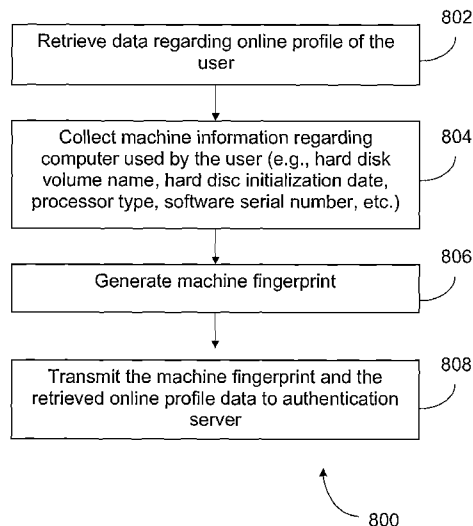 802
Retrieve data regarding online profile of the
user
804
Collect machine information regarding
computer used by the user (e.g., hard disk
volume name, hard disc initialization date,
processor type, software serial number, etc.)
806
Generate machine fingerprint
808
Transmit the machine fingerprint and the
retrieved online profile data to authentication
server
800